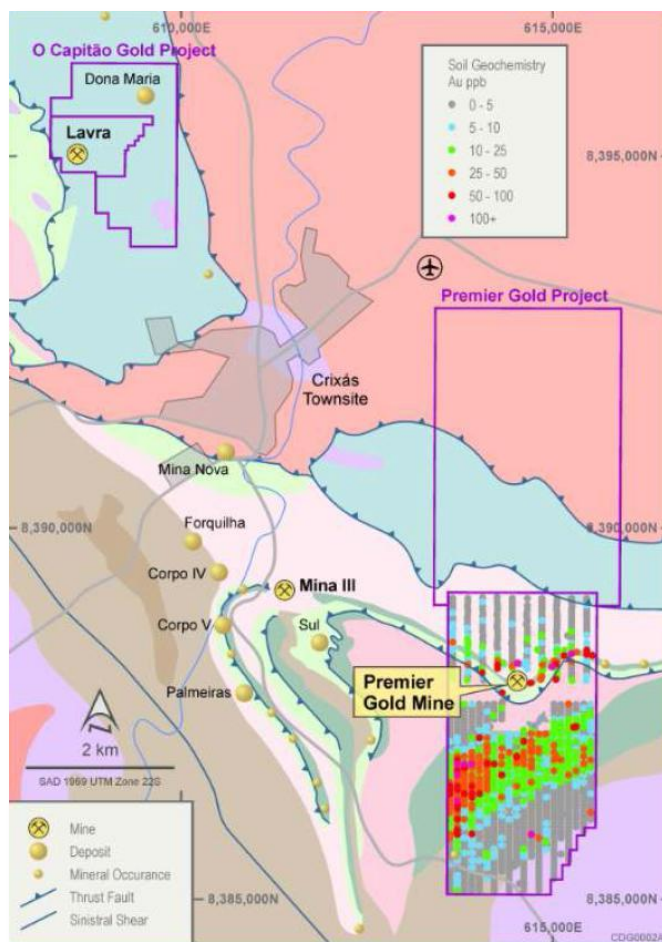 610,000E
615,000E
O Capitão Gold Project
Dona Maria
Lavra
Soil Geochemistry
Au ppb
0 - 5
5 - 10
10 - 25
25 - 50
50 - 100
100+
8,395,000N
Premier Gold Project
Crixás
Townsite
Mina Nova
8,390,000N
8,390,000N
Forquilha
Corpo IV
Mina III
Corpo V
Sul
Premier
Gold Mine
Palmeiras
2 km
SAD 1969 UTM Zone 22S
Mine
Deposit
Mineral Occurance
Thrust Fault
Sinistral Shear
8,385,000N
8,385,000N
615,000E
CDG0002A